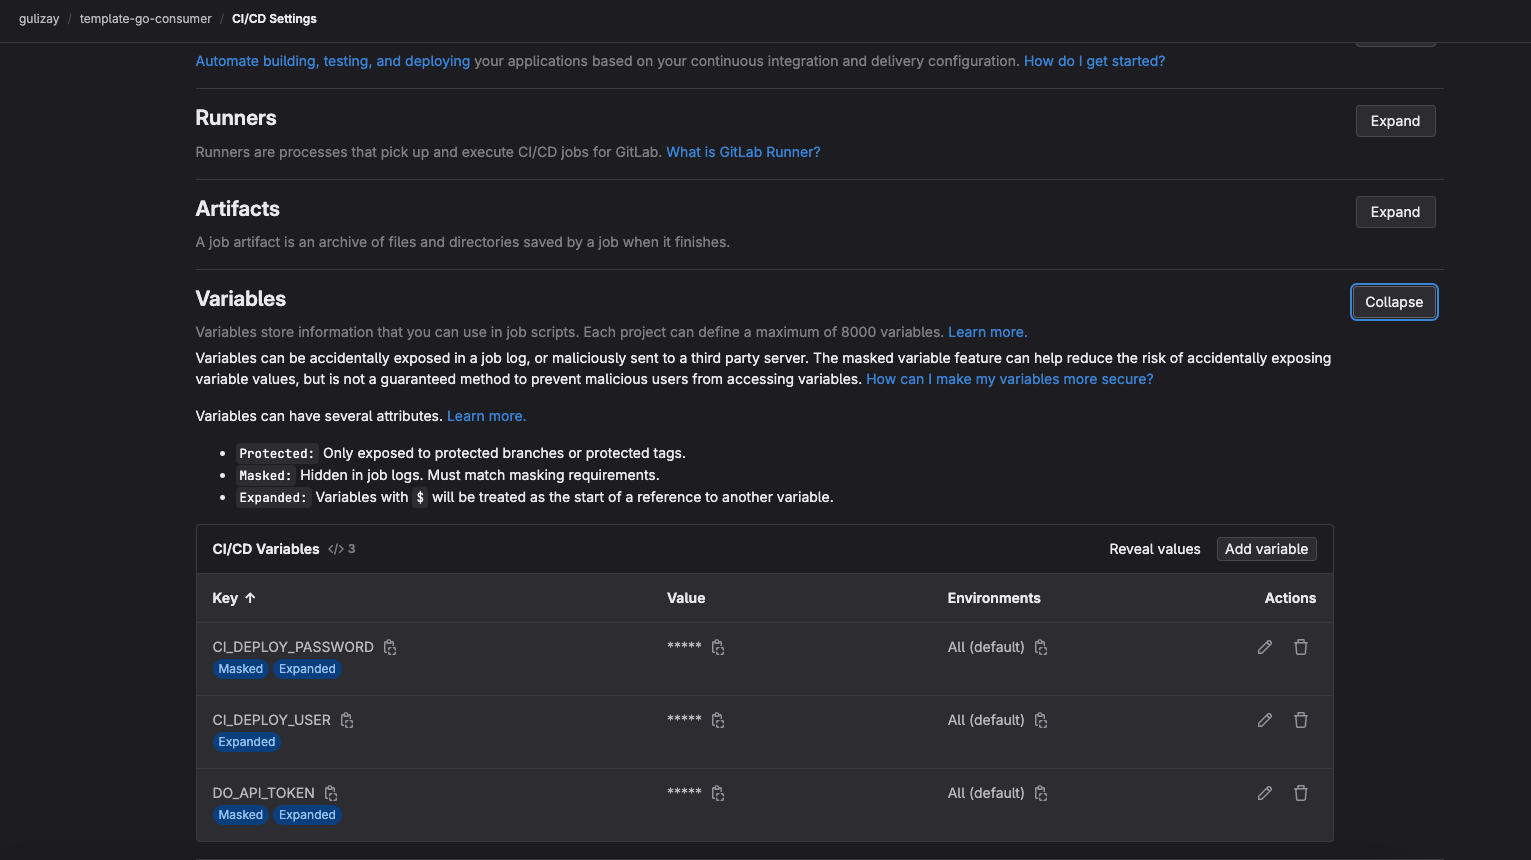 gulizay / template-go-consumer / CI/CD Settings
Automate building, testing, and deploying your applications based on your continuous integration and delivery configuration. How do I get started?
Runners
Expand
Runners are processes that pick up and execute CI/CD jobs for GitLab. What is GitLab Runner?
Artifacts
Expand
A job artifact is an archive of files and directories saved by a job when it finishes.
Variables
Collapse
Variables store information that you can use in job scripts. Each project can define a maximum of 8000 variables. Learn more.
Variables can be accidentally exposed in a job log, or maliciously sent to a third party server. The masked variable feature can help reduce the risk of accidentally exposing
variable values, but is not a guaranteed method to prevent malicious users from accessing variables. How can I make my variables more secure?
Variables can have several attributes. Learn more.
• Protected: Only exposed to protected branches or protected tags.
• Masked: Hidden in job logs. Must match masking requirements.
• Expanded: Variables with $ will be treated as the start of a reference to another variable.
CI/CD Variables </> 3 Reveal values Add variable
Key ↑ Value Environments Actions
CI_DEPLOY_PASSWORD ***** All (default)
Masked Expanded
CI_DEPLOY_USER ***** All (default)
Expanded
DO_API_TOKEN ***** All (default)
Masked Expanded